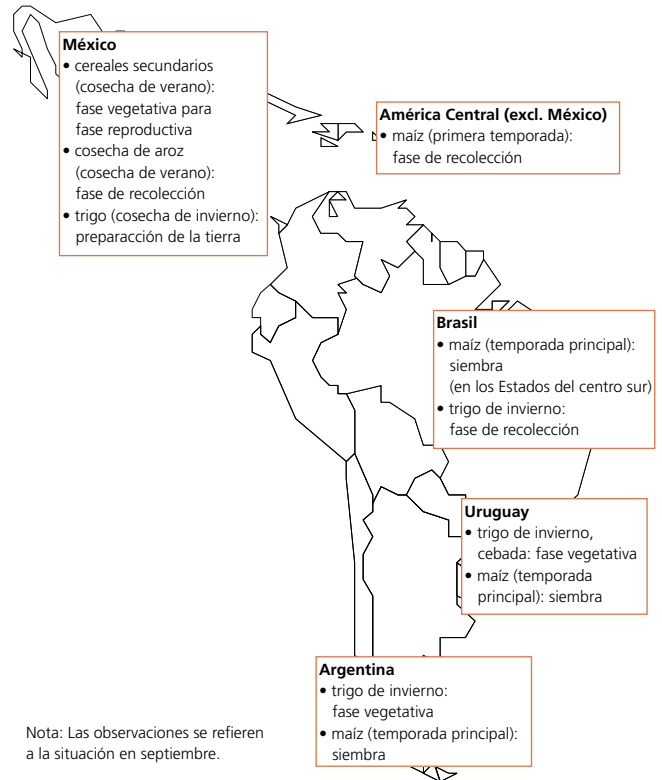 México
• cereales secundarios
(cosecha de verano):
fase vegetativa para
fase reproductiva
• cosecha de aroz
(cosecha de verano):
fase de recolección
• trigo (cosecha de invierno):
preparacción de la tierra
América Central (excl. México)
• maíz (primera temporada):
fase de recolección
Brasil
• maíz (temporada principal):
siembra
(en los Estados del centro sur)
• trigo de invierno:
fase de recolección
Uruguay
• trigo de invierno,
cebada: fase vegetativa
• maíz (temporada
principal): siembra
Argentina
• trigo de invierno:
fase vegetativa
• maíz (temporada principal):
siembra
Nota: Las observaciones se refieren
a la situación en septiembre.